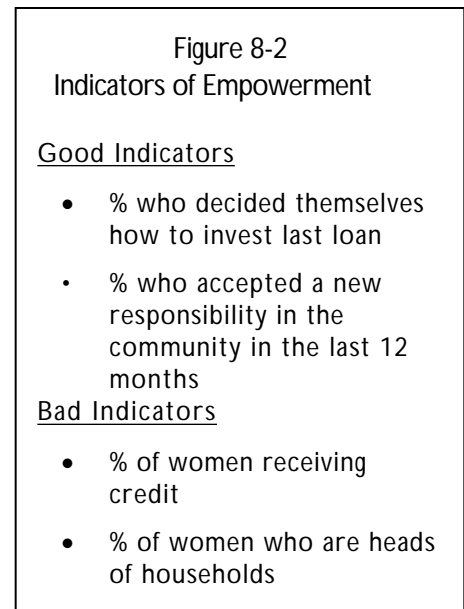 Figure 8-2
Indicators of Empowerment
Good Indicators
• % who decided themselves
how to invest last loan
• % who accepted a new
responsibility in the
community in the last 12
months
Bad Indicators
• % of women receiving
credit
• % of women who are heads
of households